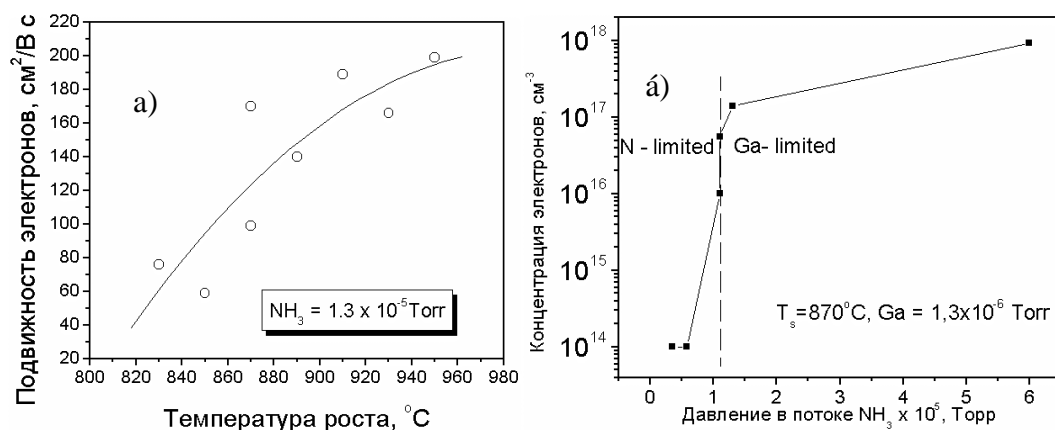 220
200
180
160
140
120
100
80
60
40
20
800 820 840 860 880 900 920 940 960 980
Подвижность электронов, см²/В с
Температура роста, °C
а)
NH₃ = 1.3 x 10⁻⁵Торr
á)
10¹⁸
10¹⁷
10¹⁶
10¹⁵
10¹⁴
0 1 2 3 4 5 6
Концентрация электронов, см⁻³
N - limited
Ga- limited
Tₛ=870°C, Ga = 1,3x10⁻⁶ Торr
Давление в потоке NH₃ x 10⁵, Торр